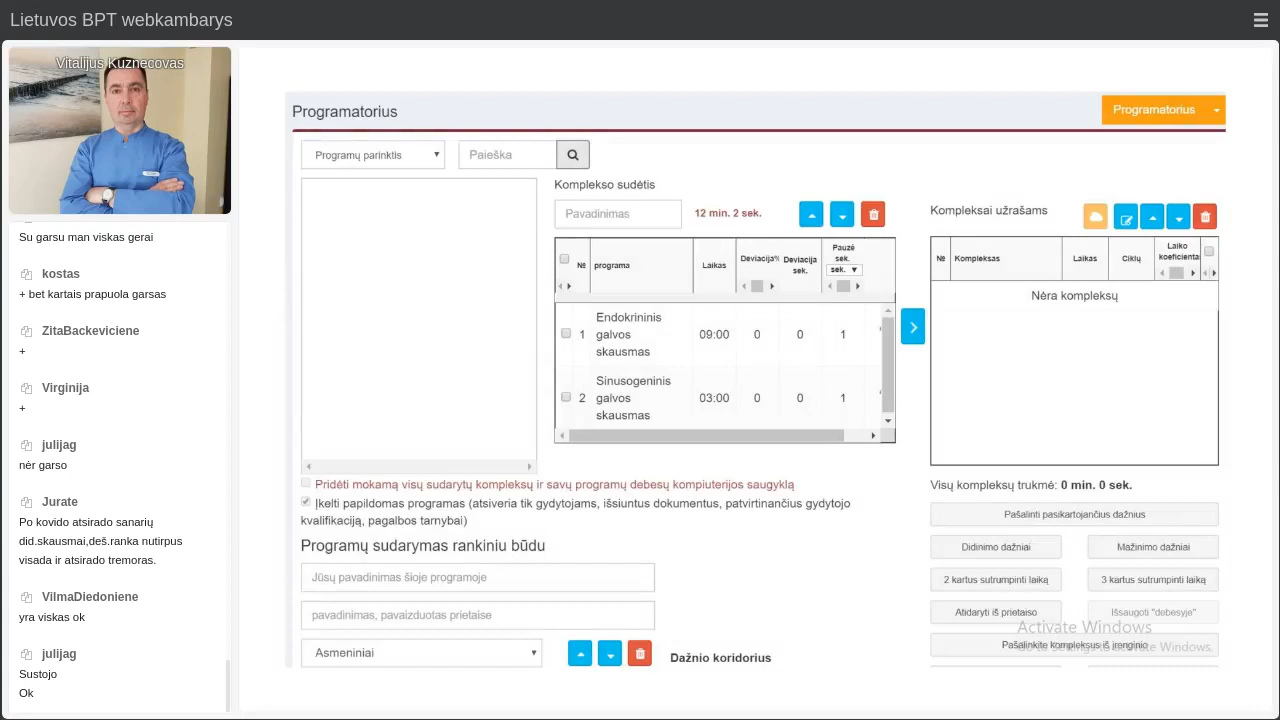 Lietuvos BPT webkambarys
Vitalijus Kuznecovas
Su garsu man viskas gerai
kostas
+ bet kartais prapuola garsas
ZitaBackeviciene
+
Virginija
+
julijag
nėr garso
Jurate
Po kovido atsirado sanarių
did.skausmai,deš.ranka nutirpus
visada ir atsirado tremoras.
VilmaDiedoniene
yra viskas ok
julijag
Sustojo
Ok
Programatorius
Programatorius
Programų parinktis
Paieška
Komplekso sudėtis
Pavadinimas
12 min. 2 sek.
№
programa
Laikas
Deviacija%
Deviacija
sek.
Pauzė
sek.
sek.
1
Endokrininis
galvos
skausmas
09:00
0
0
1
2
Sinusogeninis
galvos
skausmas
03:00
0
0
1
Kompleksai užrašams
№
Kompleksas
Laikas
Ciklų
Laiko
koeficientas
Nėra kompleksų
Pridėti mokamą visų sudarytų kompleksų ir savų programų debesų kompiuterijos saugyklą
Įkelti papildomas programas (atsiveria tik gydytojams, išsiuntus dokumentus, patvirtinančius gydytojo
kvalifikaciją, pagalbos tarnybai)
Programų sudarymas rankiniu būdu
Jūsų pavadinimas šioje programoje
pavadinimas, pavaizduotas prietaise
Asmeniniai
Dažnio koridorius
Visų kompleksų trukmė: 0 min. 0 sek.
Pašalinti pasikartojančius dažnius
Didinimo dažniai
Mažinimo dažniai
2 kartus sutrumpinti laiką
3 kartus sutrumpinti laiką
Atidaryti iš prietaiso
Išsaugoti "debesyje"
Activate Windows
Pašalinkite kompleksus iš įrenginio
Go to Settings to activate Windows.